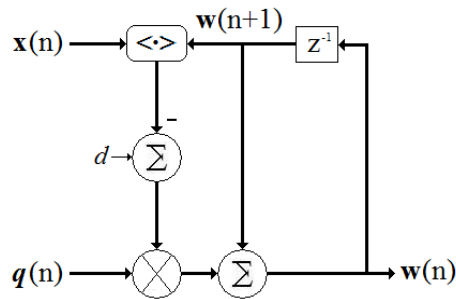 w(n+1)
x(n) <·> z⁻¹
–
d Σ
q(n) Σ w(n)